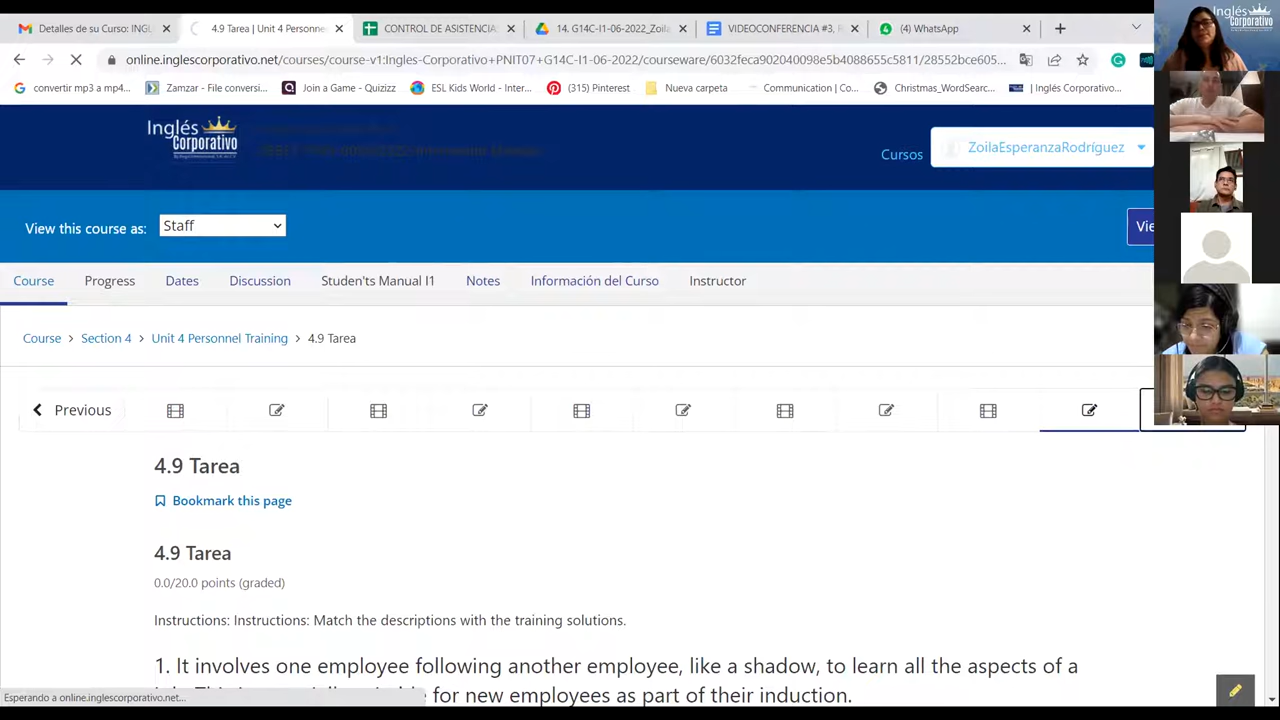 Detalles de su Curso: INGL
4.9 Tarea | Unit 4 Personne
CONTROL DE ASISTENCIA
1. G14C-I1-06-2022_Zoil
VIDEOCONFERENCIA #3,
(4) WhatsApp
online.inglescorporativo.net/courses/course-v1:Ingles-Corporativo+PNIT07+G14C-I1-06-2022/courseware/6032feca902040098e5b4088655c5811/28552bce605...
convertir mp3 a mp4...
Zamzar - File conversi...
Join a Game - Quizizz
ESL Kids World - Inter...
(315) Pinterest
Nueva carpeta
Communication | Co...
Christmas_WordSearc...
| Inglés Corporativo...
Inglés
Corporativo
Cursos
ZoilaEsperanzaRodríguez
View this course as:
Staff
Vie
Course
Progress
Dates
Discussion
Studen'ts Manual I1
Notes
Información del Curso
Instructor
Course > Section 4 > Unit 4 Personnel Training > 4.9 Tarea
Previous
4.9 Tarea
Bookmark this page
4.9 Tarea
0.0/20.0 points (graded)
Instructions: Instructions: Match the descriptions with the training solutions.
1. It involves one employee following another employee, like a shadow, to learn all the aspects of a
for new employees as part of their induction.
Esperando a online.inglescorporativo.net...
Inglés
Corporativo